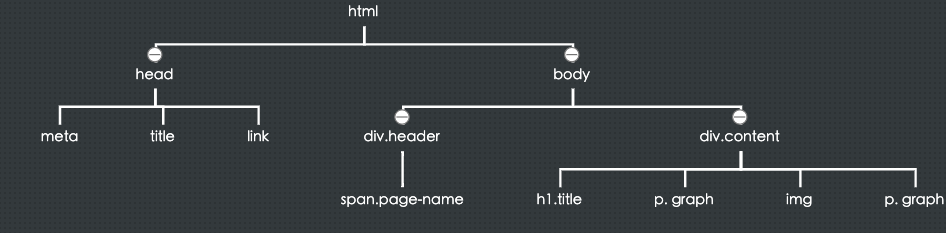 html
head
body
meta
title
link
div.header
div.content
span.page-name
h1.title
p. graph
img
p. graph